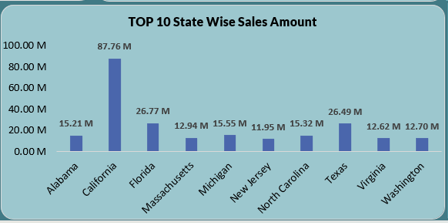 TOP 10 State Wise Sales Amount
100.00 M
80.00 M
60.00 M
40.00 M
20.00 M
0.00 M
15.21 M
87.76 M
26.77 M
12.94 M
15.55 M
11.95 M
15.32 M
26.49 M
12.62 M
12.70 M
Alabama
California
Florida
Massachusetts
Michigan
New Jersey
North Carolina
Texas
Virginia
Washington